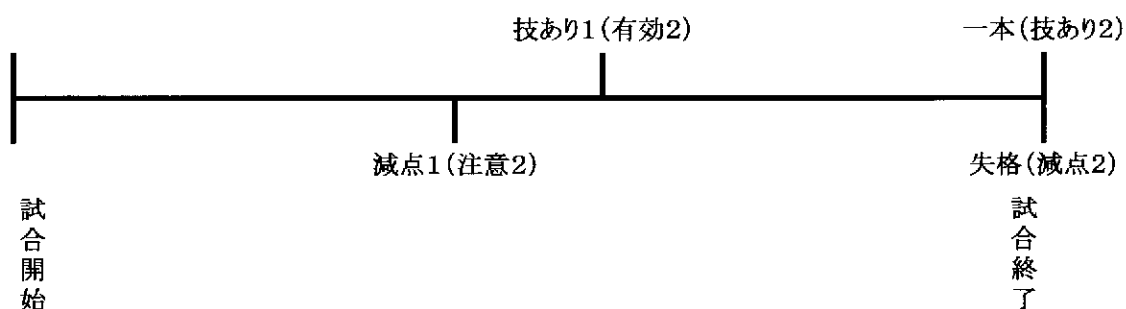 技あり1(有効2)
一本(技あり2)
減点1(注意2)
失格(減点2)
試合開始
試合終了